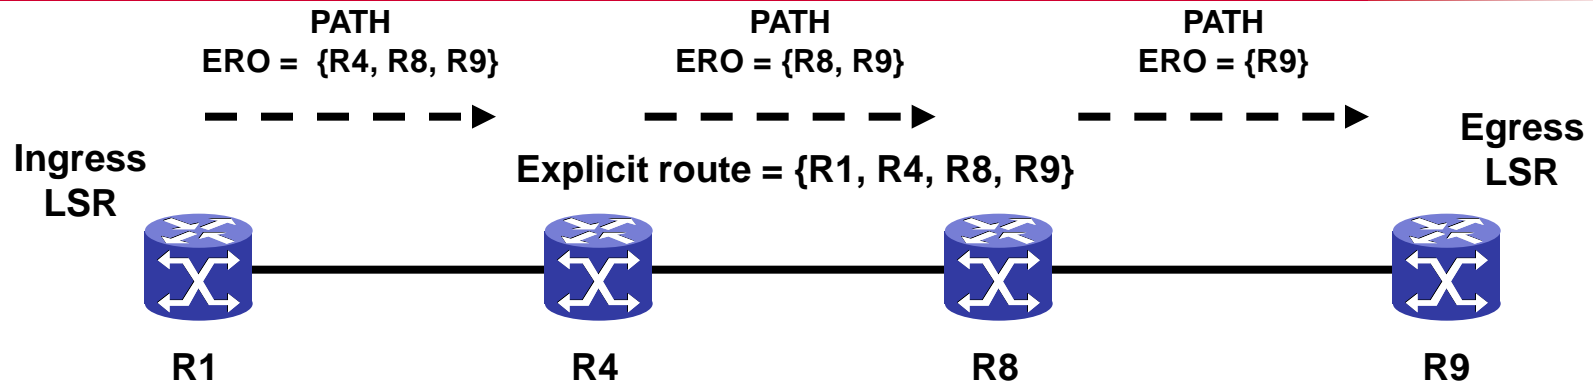 PATH
ERO = {R4, R8, R9}
PATH
ERO = {R8, R9}
PATH
ERO = {R9}
Ingress
LSR
Explicit route = {R1, R4, R8, R9}
Egress
LSR
R1
R4
R8
R9